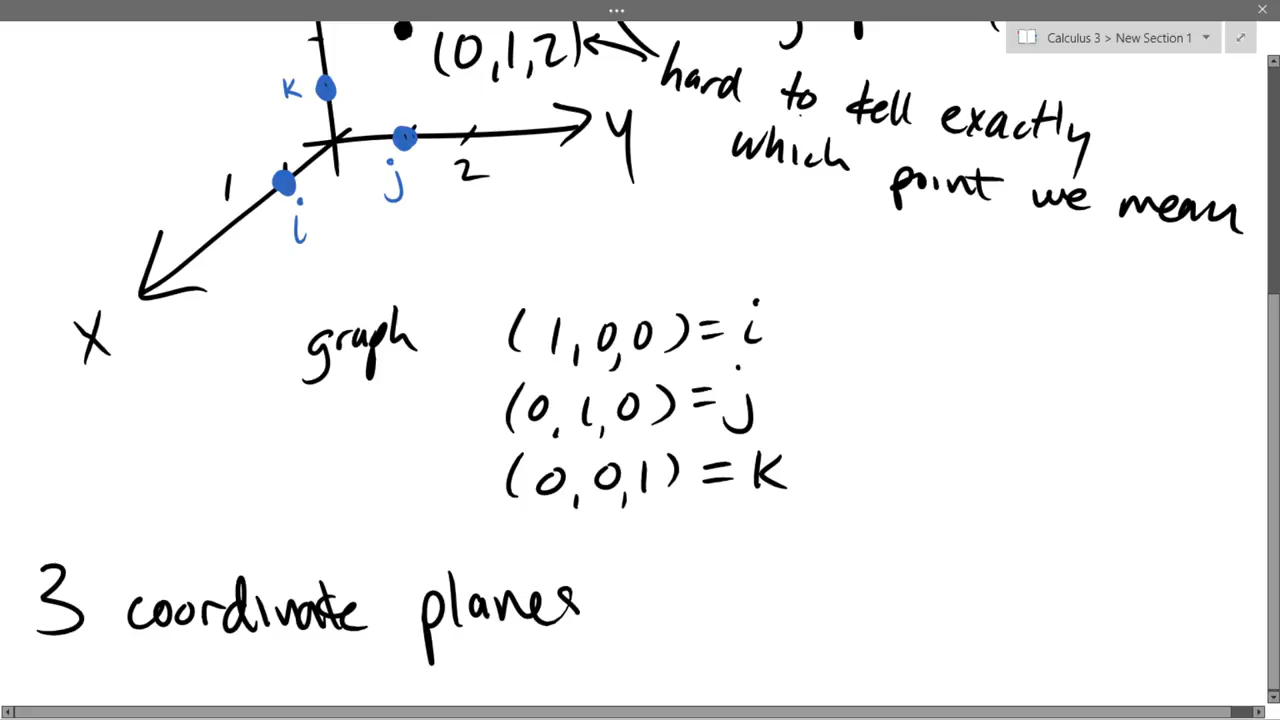 Calculus 3 > New Section 1
(0,1,2)
hard to tell exactly
which point we mean
k
y
1
j
2
i
x
graph (1,0,0) = i
(0,1,0) = j
(0,0,1) = k
3 coordinate planes